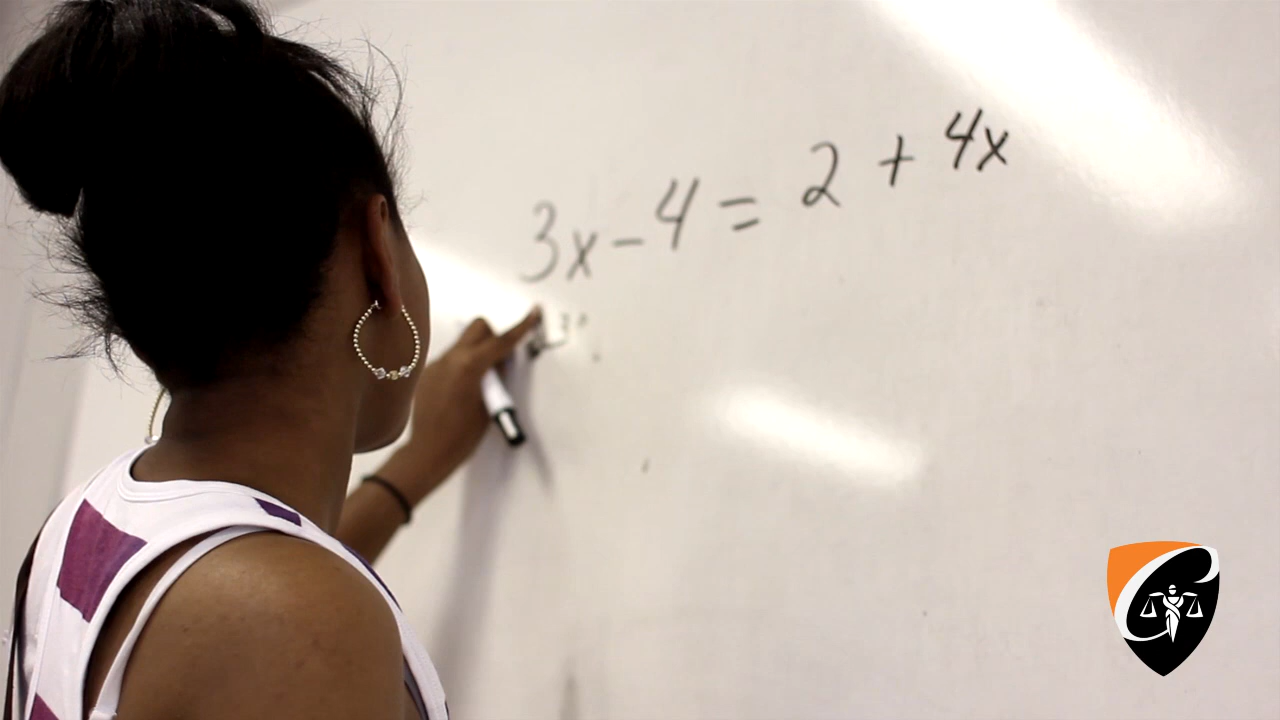 3x - 4 = 2 + 4x